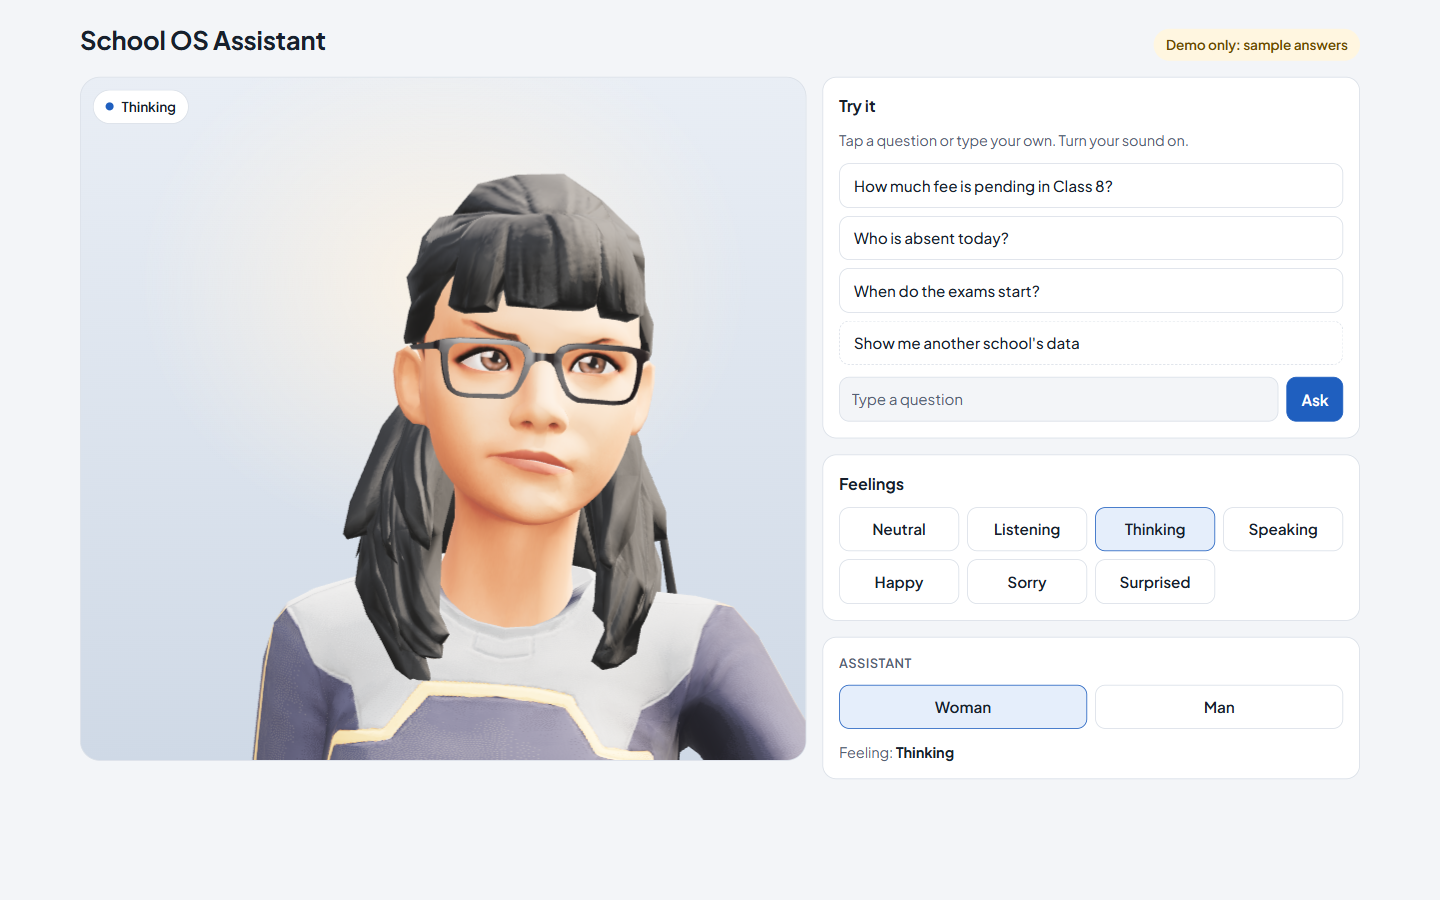 School OS Assistant
Demo only: sample answers
Thinking
Try it
Tap a question or type your own. Turn your sound on.
How much fee is pending in Class 8?
Who is absent today?
When do the exams start?
Show me another school's data
Type a question
Ask
Feelings
Neutral
Listening
Thinking
Speaking
Happy
Sorry
Surprised
ASSISTANT
Woman
Man
Feeling: Thinking